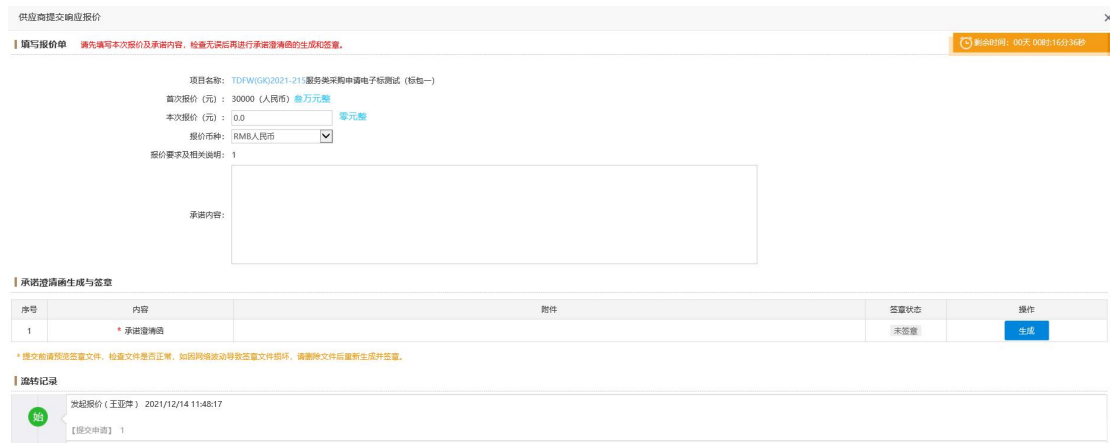 供应商提交响应报价
填写报价单 请先填写本次报价及承诺内容，检查无误后再进行承诺澄清函的生成和签章。 剩余时间：00天 00时:16分36秒
项目名称： TDFW(GK)2021-215服务类采购申请电子标测试（标包一）
首次报价（元）： 30000（人民币）叁万元整
本次报价（元）： 0.0 零元整
报价币种： RMB人民币
报价要求及相关说明： 1
承诺内容：
承诺澄清函生成与签章
序号 内容 附件 签章状态 操作
1 * 承诺澄清函 未签章 生成
* 提交前请预览签章文件，检查文件是否正常，如因网络波动导致签章文件损坏，请删除文件后重新生成并签章。
流转记录
始 发起报价 ( 王亚萍 ) 2021/12/14 11:48:17
【提交申请】 1